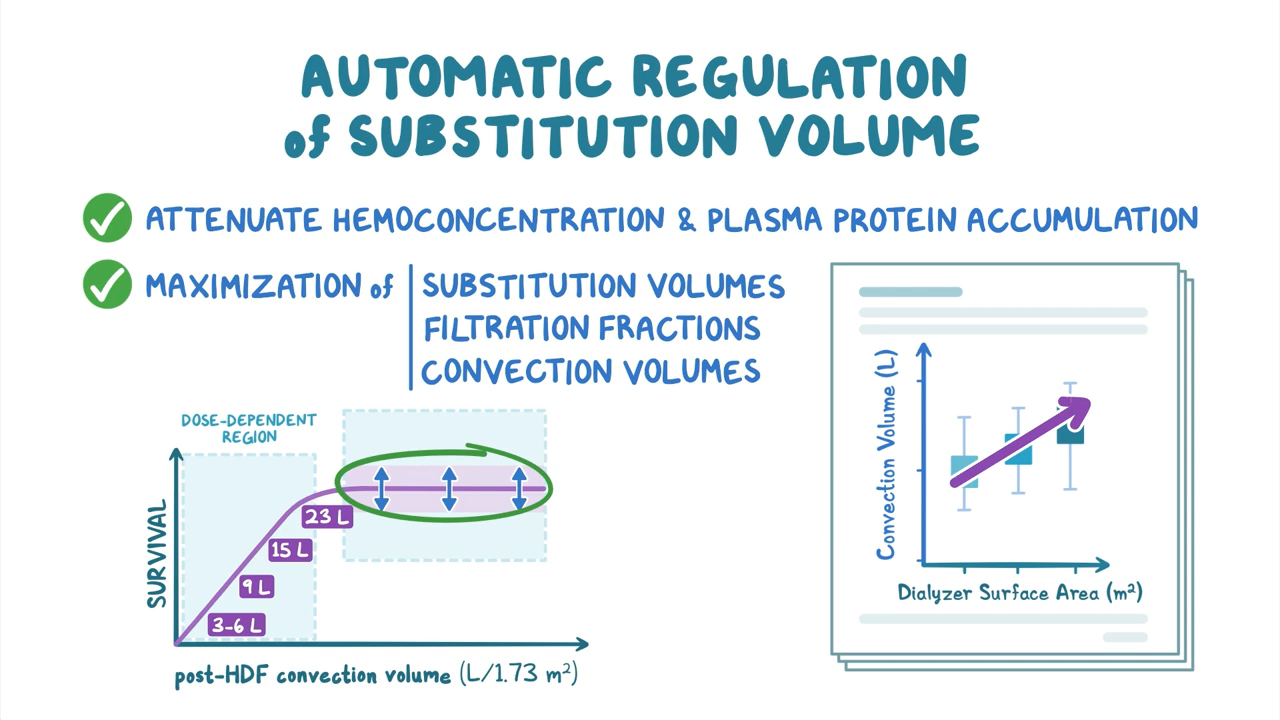 AUTOMATIC REGULATION
of SUBSTITUTION VOLUME
ATTENUATE HEMOCONCENTRATION & PLASMA PROTEIN ACCUMULATION
MAXIMIZATION of
SUBSTITUTION VOLUMES
FILTRATION FRACTIONS
CONVECTION VOLUMES
DOSE-DEPENDENT
REGION
SURVIVAL
23 L
15 L
9 L
3-6 L
post-HDF convection volume (L/1.73 m²)
Convection Volume (L)
Dialyzer Surface Area (m²)